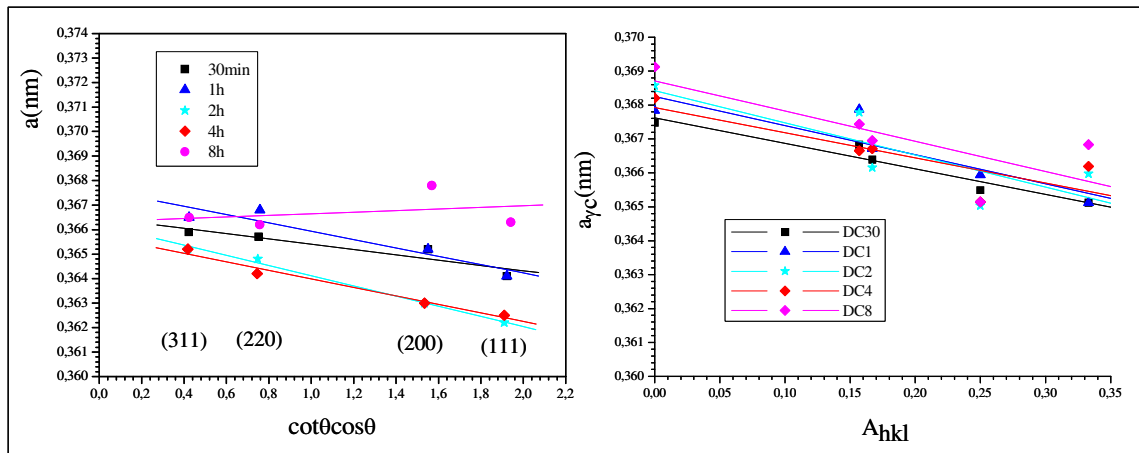 0,374
0,373
0,372
0,371
0,370
0,369
0,368
0,367
0,366
0,365
0,364
0,363
0,362
0,361
0,360
a(nm)
30min
1h
2h
4h
8h
(311) (220) (200) (111)
0,0 0,2 0,4 0,6 0,8 1,0 1,2 1,4 1,6 1,8 2,0 2,2
cotθcosθ
0,370
0,369
0,368
0,367
0,366
0,365
0,364
0,363
0,362
0,361
0,360
aγc(nm)
DC30
DC1
DC2
DC4
DC8
0,00 0,05 0,10 0,15 0,20 0,25 0,30 0,35
Ahkl